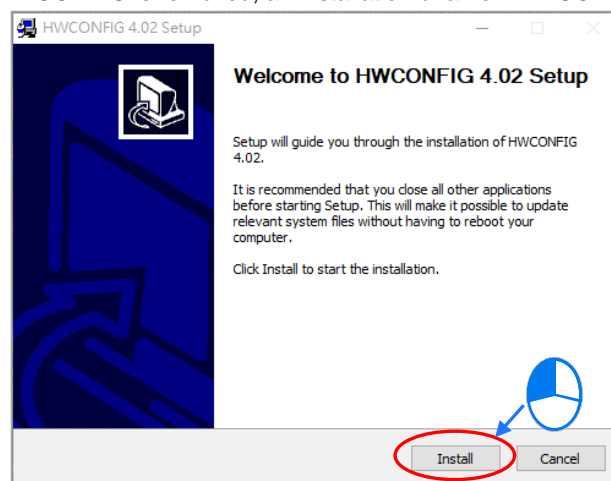 HWCONFIG 4.02 Setup
Welcome to HWCONFIG 4.02 Setup
Setup will guide you through the installation of HWCONFIG
4.02.
It is recommended that you close all other applications
before starting Setup. This will make it possible to update
relevant system files without having to reboot your
computer.
Click Install to start the installation.
Install Cancel